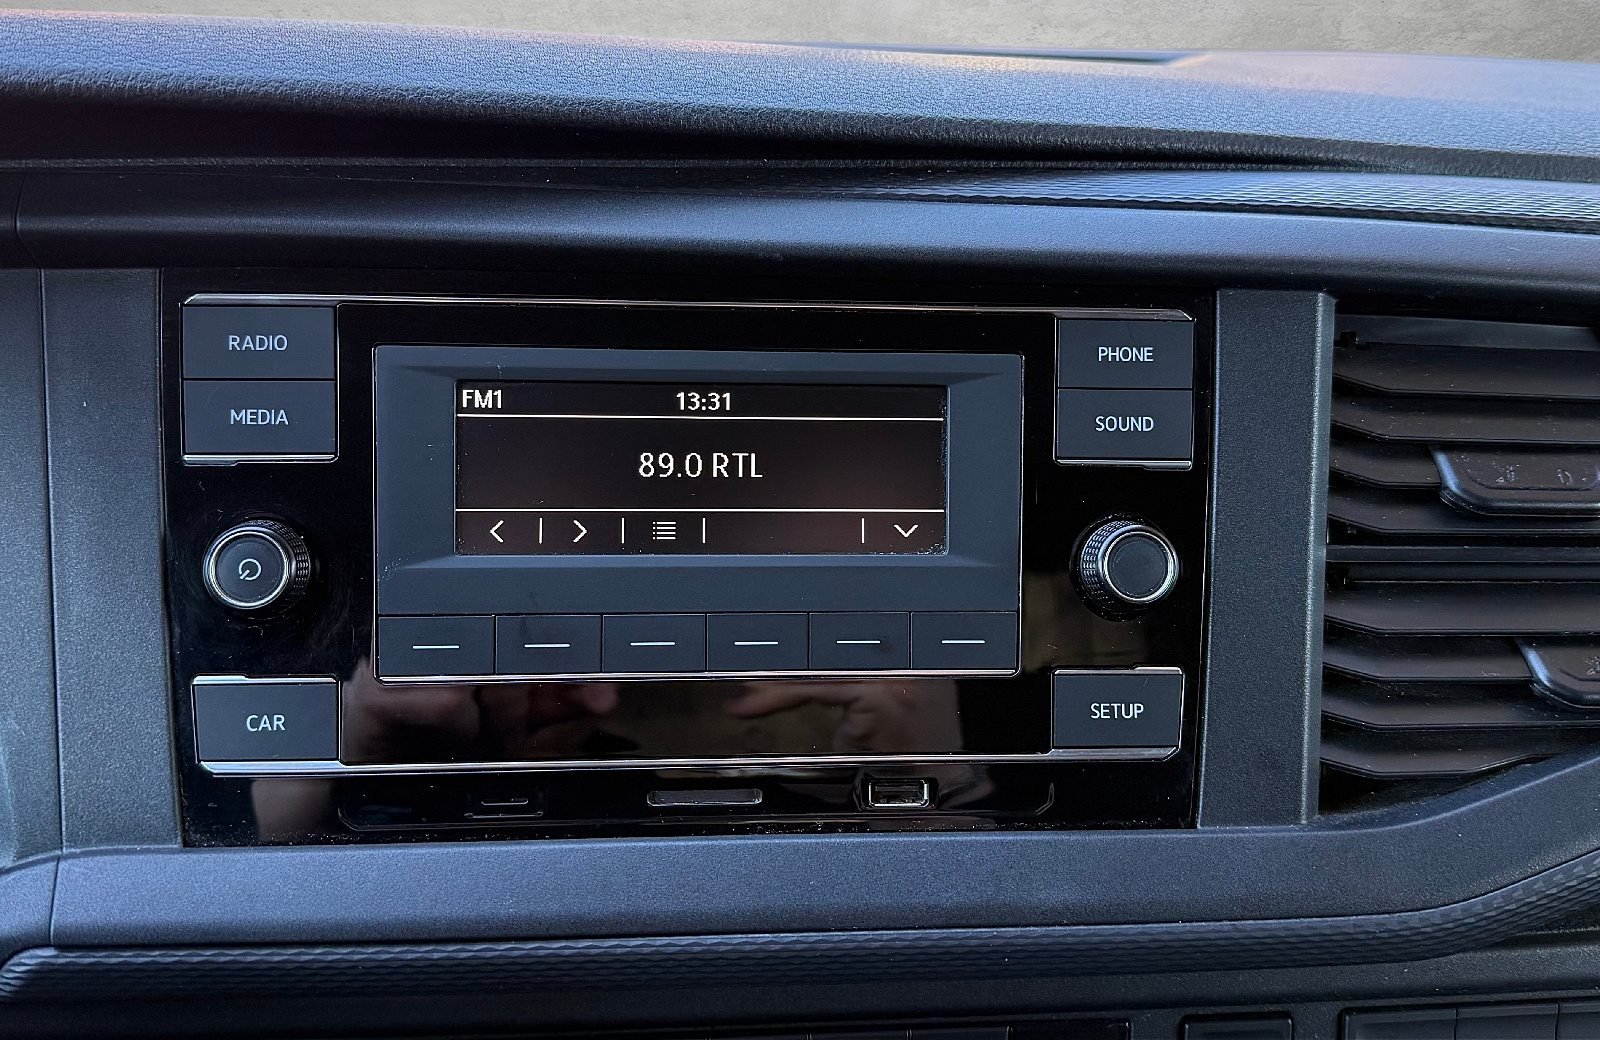 RADIO
MEDIA
FM1 13:31
89.0 RTL
PHONE
SOUND
CAR
SETUP